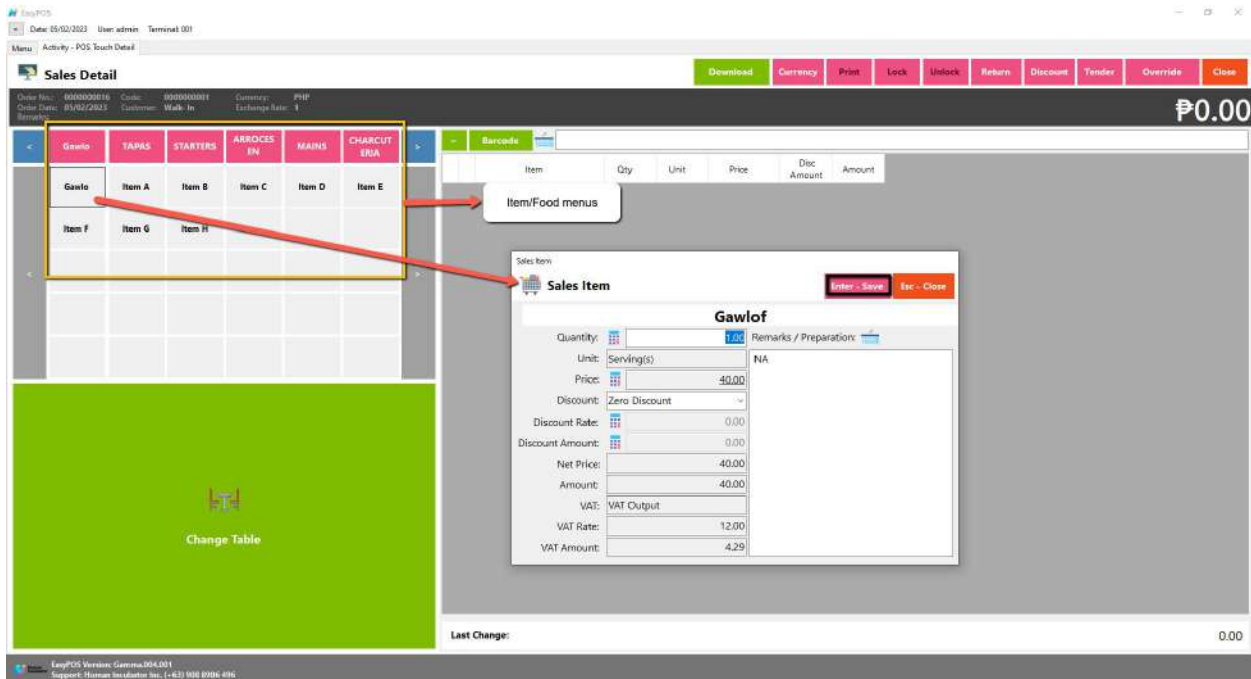 EasyPOS
Date: 05/02/2023 User: admin Terminal: 001
Menu Activity - POS Touch Detail
Sales Detail
Download Currency Print Lock Unlock Return Discount Tender Override Close
Order No.: 0000000016 Code: 0000000001 Currency: PHP
Order Date: 05/02/2023 Customer: Walk-In Exchange Rate: 1
Remarks:
₱0.00
< Gawlo TAPAS STARTERS ARROCES EN MAINS CHARCUT ERIA >
Gawlo Item A Item B Item C Item D Item E
Item F Item G Item H
< >
Change Table
- Barcode
Item Qty Unit Price Disc Amount Amount
Item/Food menus
Sales Item
Sales Item
Enter - Save Esc - Close
Gawlof
Quantity: 1.00 Remarks / Preparation:
Unit: Serving(s) NA
Price: 40.00
Discount: Zero Discount
Discount Rate: 0.00
Discount Amount: 0.00
Net Price: 40.00
Amount: 40.00
VAT: VAT Output
VAT Rate: 12.00
VAT Amount: 4.29
Last Change: 0.00
EasyPOS Version: Gamma.004.001
Support: Human Incubator Inc. (+63) 908 8906 496